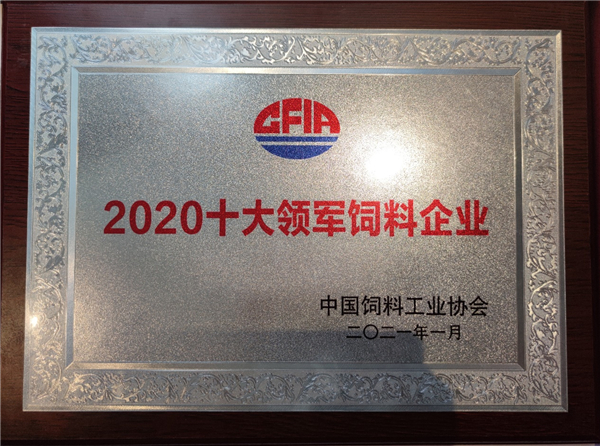 CFIA
2020十大领军饲料企业
中国饲料工业协会
二〇二一年一月